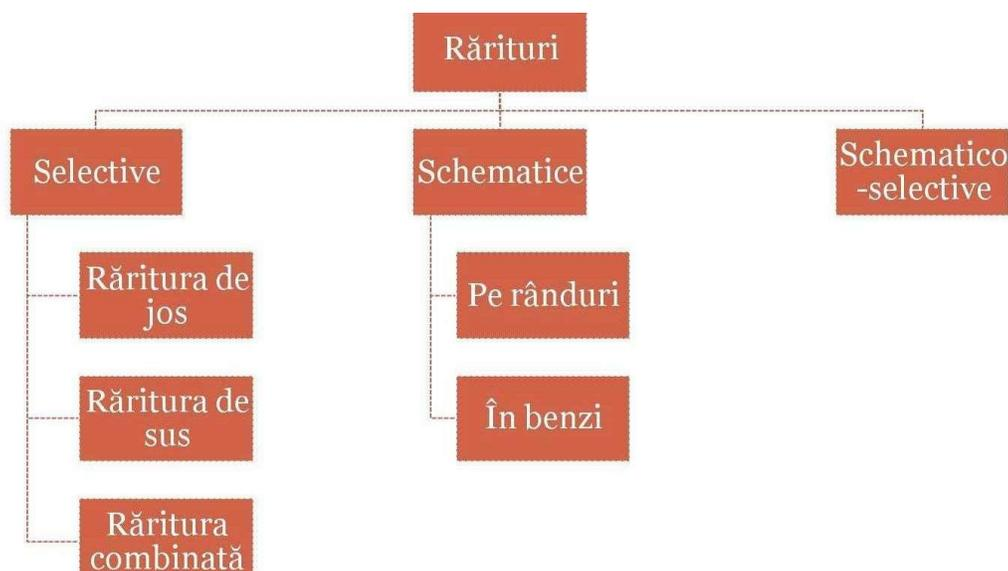 Rărituri
Selective
Schematice
Schematico
-selective
Răritura de
jos
Pe rânduri
Răritura de
sus
În benzi
Răritura
combinată